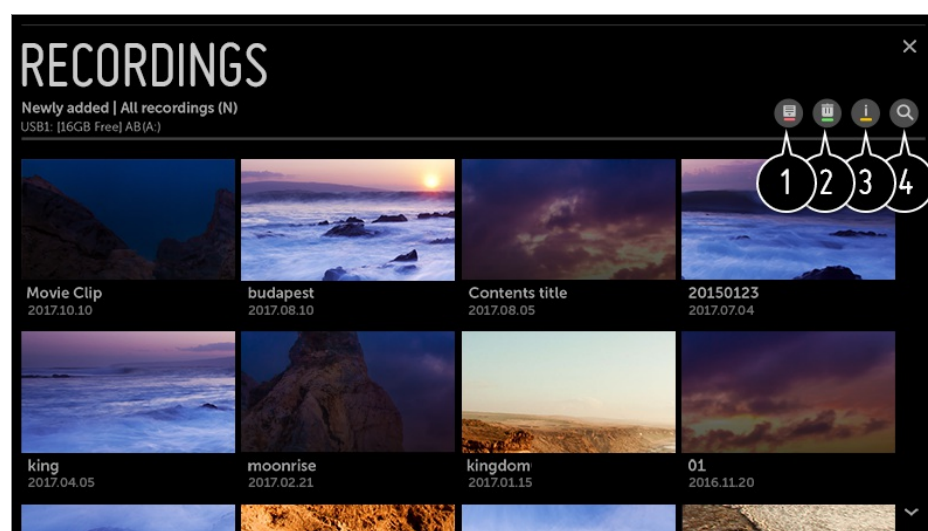 RECORDINGS
Newly added | All recordings (N)
USB1: [16GB Free] AB(A:)
1 2 3 4
Movie Clip budapest Contents title 20150123
2017.10.10 2017.08.10 2017.08.05 2017.07.04
king moonrise kingdom 01
2017.04.05 2017.02.21 2017.01.15 2016.11.20